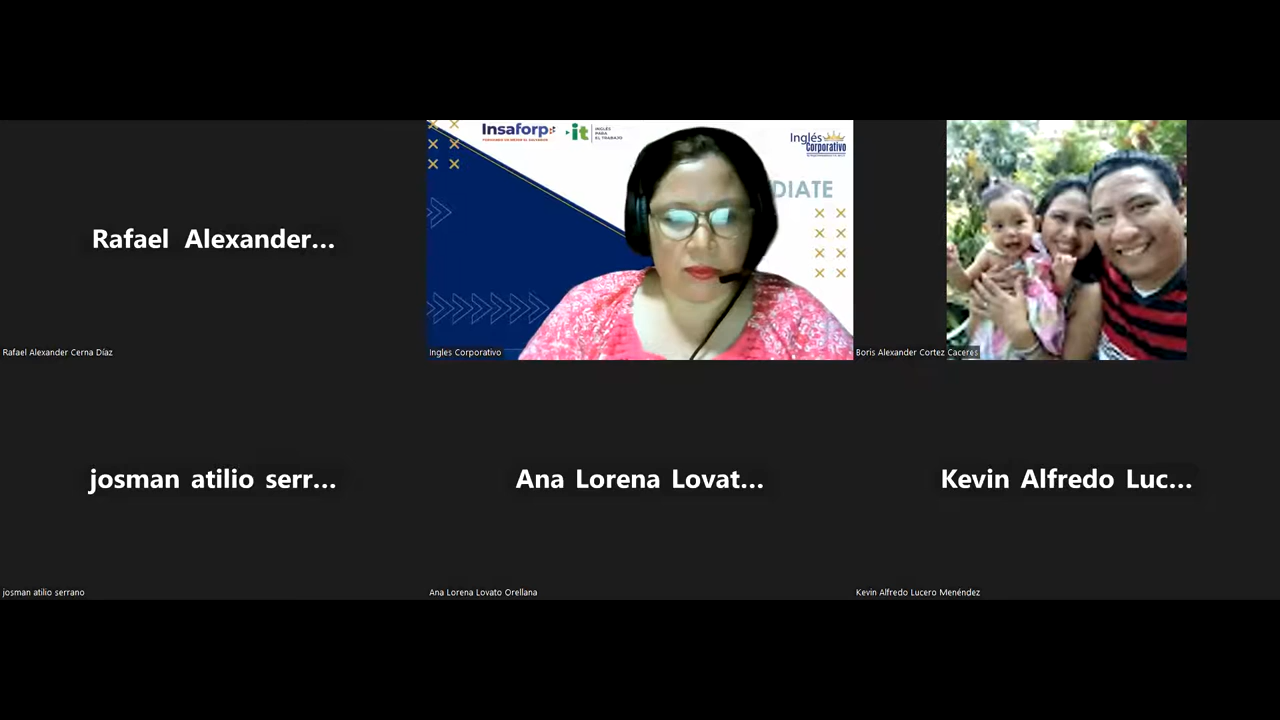 Rafael Alexander...
Rafael Alexander Cerna Díaz
Insaforp
it
INGLÉS
PARA
EL TRABAJO
Inglés
Corporativo
DIATE
Ingles Corporativo
Boris Alexander Cortez Caceres
josman atilio serr...
josman atilio serrano
Ana Lorena Lovat...
Ana Lorena Lovato Orellana
Kevin Alfredo Luc...
Kevin Alfredo Lucero Menéndez